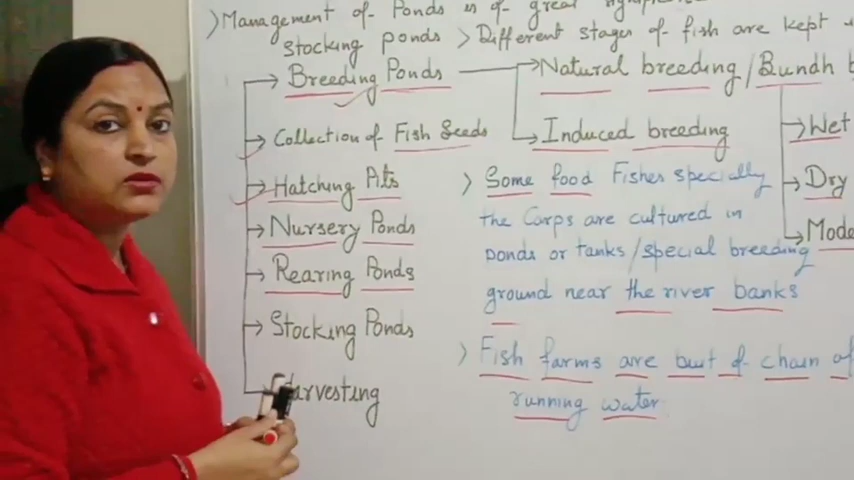 > Management of Ponds is of great
stocking ponds > Different stages of fish are kept
Breeding Ponds → Natural breeding / Bundh b
Collection of Fish Seeds → Induced breeding → Wet
Hatching Pits > Some food Fishes specially → Dry
Nursery Ponds the Carps are cultured in → Mode
Rearing Ponds ponds or tanks / special breeding
ground near the river banks
Stocking Ponds
> Fish farms are but of chain of
Harvesting running water